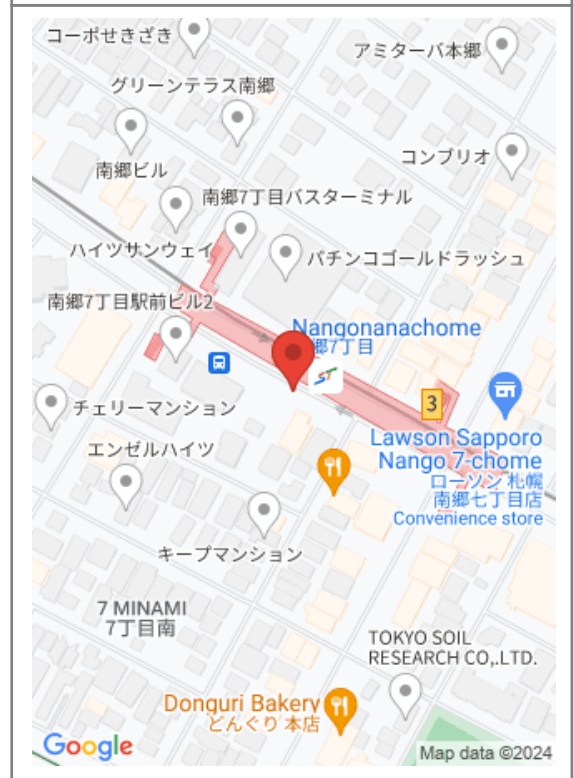 コーポせきざき
アミターバ本郷
グリーンテラス南郷
コンブリオ
南郷ビル
南郷7丁目バスターミナル
ハイツサンウェイ
パチンコゴールドラッシュ
南郷7丁目駅前ビル2
Nangonanachome
郷7丁目
ST
3
チェリーマンション
Lawson Sapporo
Nango 7-chome
ローソン 札幌
南郷七丁目店
Convenience store
エンゼルハイツ
キープマンション
7 MINAMI
7丁目南
TOKYO SOIL
RESEARCH CO,.LTD.
Donguri Bakery
どんぐり 本店
Google
Map data ©2024